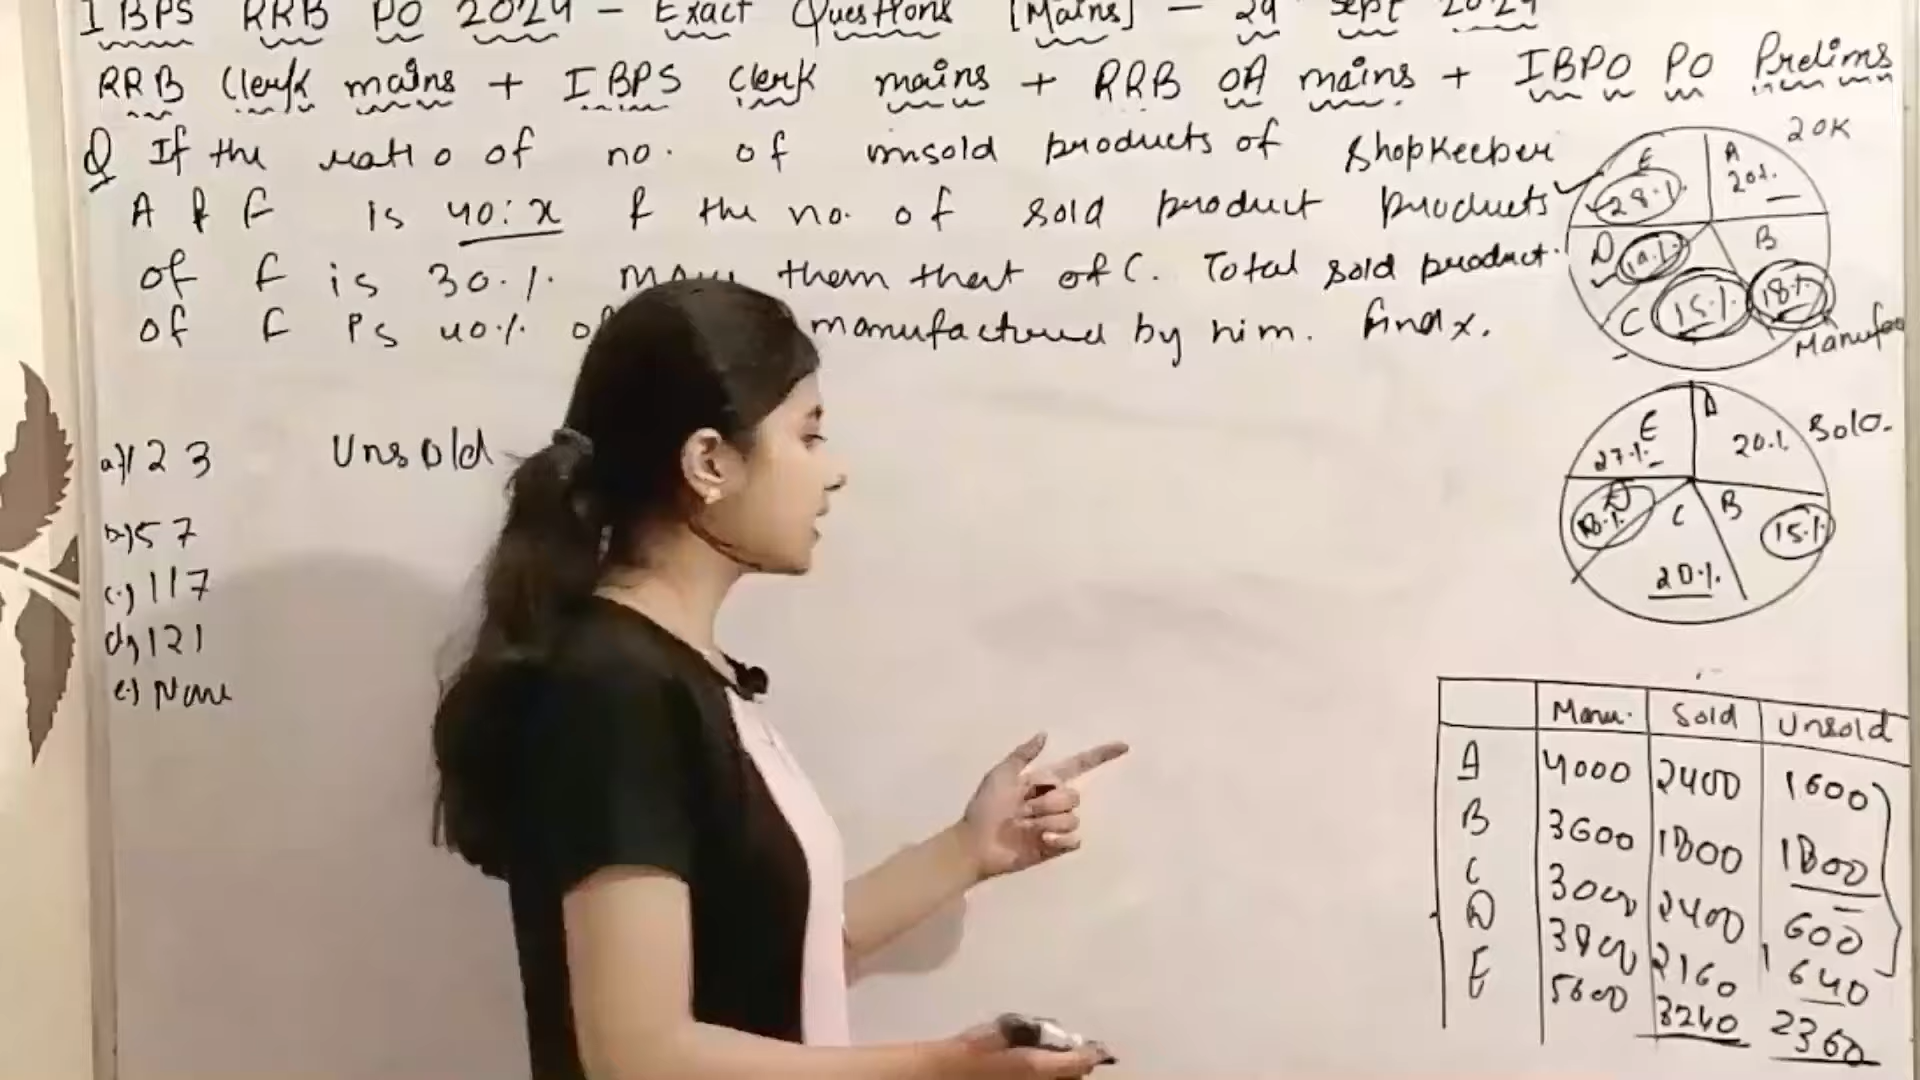 IBPS RRB PO 2024 - Exact Questions [Mains] - 29 Sept 2024
RRB Clerk mains + IBPS Clerk mains + RRB OA mains + IBPO PO Prelims
Q If the ratio of no. of unsold products of Shopkeeper
A & F is 40:x & the no. of sold product products
of F is 30% more them that of C. Total sold product
of F is 40% of manufactured by him. Find x.
a) 123
b) 57
c) 117
d) 121
e) None
Unsold
20K
E
28%
A
20%
D
19%
B
18%
C
15%
Manufac
E
27%
A
20%
Sold.
D
18%
C
20%
B
15%
Manu. Sold Unsold
A 4000 2400 1600
B 3600 1800 1800
C 3000 2400 600
D 3800 2160 1640
E 5600 3240 2360